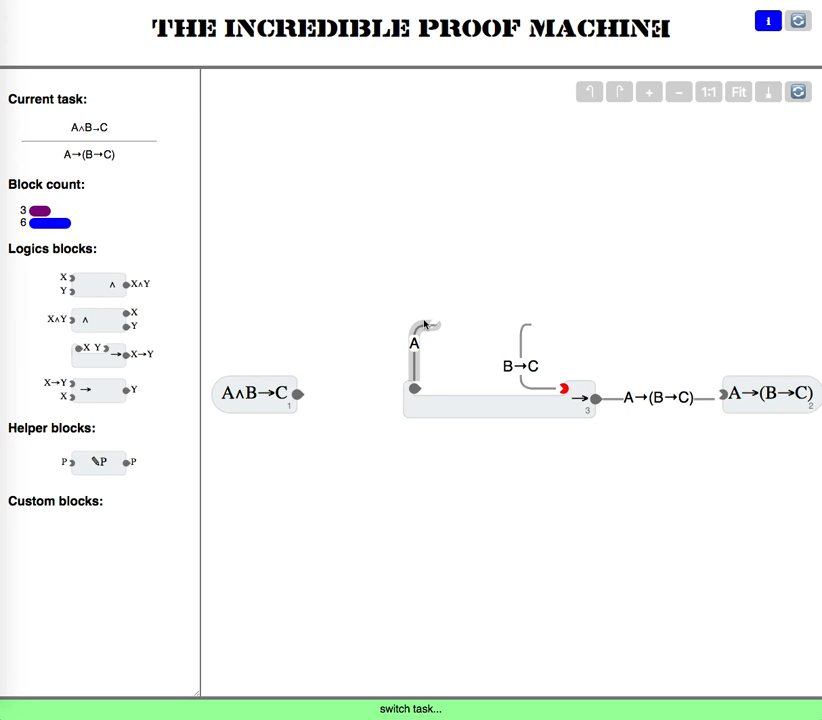 THE INCREDIBLE PROOF MACHINE
i
+ − 1:1 Fit
Current task:
A∧B→C
A→(B→C)
Block count:
3
6
Logics blocks:
X
Y ∧ X∧Y
X∧Y ∧ X
Y
X Y → X→Y
X→Y
X → Y
Helper blocks:
P ✎P P
Custom blocks:
A
B→C
A∧B→C
1
→
3
A→(B→C)
A→(B→C)
2
switch task...